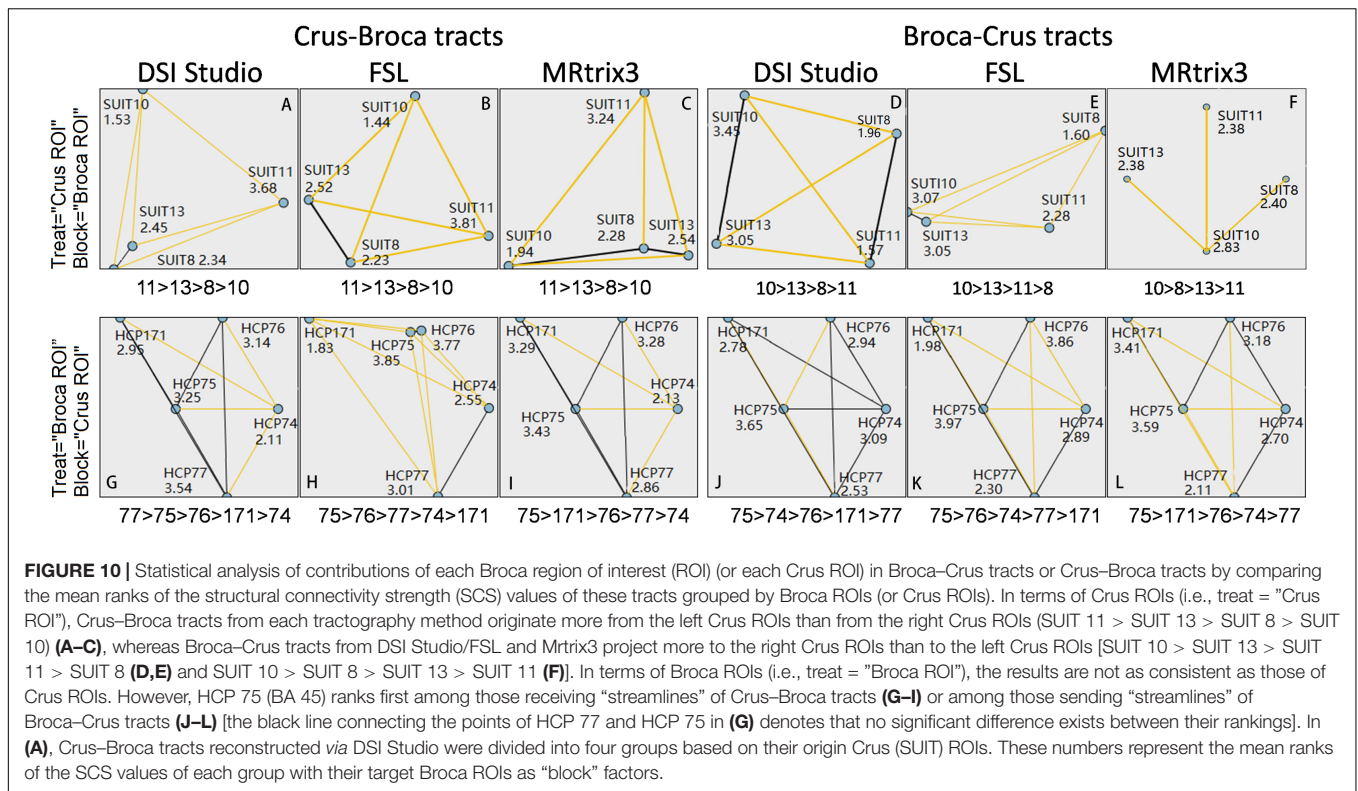 Crus-Broca tracts
Broca-Crus tracts
DSI Studio
FSL
MRtrix3
DSI Studio
FSL
MRtrix3
Treat="Crus ROI"
Block="Broca ROI"
A
SUIT10
1.53
SUIT11
3.68
SUIT13
2.45
SUIT8 2.34
B
SUIT10
1.44
SUIT13
2.52
SUIT11
3.81
SUIT8
2.23
C
SUIT11
3.24
SUIT8
2.28
SUIT13
2.54
SUIT10
1.94
D
SUIT10
3.45
SUIT8
1.96
SUIT13
3.05
SUIT11
1.57
E
SUIT8
1.60
SUTI10
3.07
SUIT11
2.28
SUIT13
3.05
F
SUIT11
2.38
SUIT13
2.38
SUIT8
2.40
SUIT10
2.83
11>13>8>10
11>13>8>10
11>13>8>10
10>13>8>11
10>13>11>8
10>8>13>11
Treat="Broca ROI"
Block="Crus ROI"
HCP171
2.95
HCP76
3.14
HCP75
3.25
HCP74
2.11
HCP77
3.54
G
HCP171
1.83
HCP76
3.77
HCP75
3.85
HCP74
2.55
HCP77
3.01
H
HCP171
3.29
HCP76
3.28
HCP74
2.13
HCP75
3.43
HCP77
2.86
I
HCP171
2.78
HCP76
2.94
HCP75
3.65
HCP74
3.09
HCP77
2.53
J
HCP171
1.98
HCP76
3.86
HCP75
3.97
HCP74
2.89
HCP77
2.30
K
HCP171
3.41
HCP76
3.18
HCP75
3.59
HCP74
2.70
HCP77
2.11
L
77>75>76>171>74
75>76>77>74>171
75>171>76>77>74
75>74>76>171>77
75>76>74>77>171
75>171>76>74>77
FIGURE 10 | Statistical analysis of contributions of each Broca region of interest (ROI) (or each Crus ROI) in Broca–Crus tracts or Crus–Broca tracts by comparing
the mean ranks of the structural connectivity strength (SCS) values of these tracts grouped by Broca ROIs (or Crus ROIs). In terms of Crus ROIs (i.e., treat = "Crus
ROI"), Crus–Broca tracts from each tractography method originate more from the left Crus ROIs than from the right Crus ROIs (SUIT 11 > SUIT 13 > SUIT 8 > SUIT
10) (A–C), whereas Broca–Crus tracts from DSI Studio/FSL and Mrtrix3 project more to the right Crus ROIs than to the left Crus ROIs [SUIT 10 > SUIT 13 > SUIT
11 > SUIT 8 (D,E) and SUIT 10 > SUIT 8 > SUIT 13 > SUIT 11 (F)]. In terms of Broca ROIs (i.e., treat = "Broca ROI"), the results are not as consistent as those of
Crus ROIs. However, HCP 75 (BA 45) ranks first among those receiving “streamlines” of Crus–Broca tracts (G–I) or among those sending “streamlines” of
Broca–Crus tracts (J–L) [the black line connecting the points of HCP 77 and HCP 75 in (G) denotes that no significant difference exists between their rankings]. In
(A), Crus–Broca tracts reconstructed via DSI Studio were divided into four groups based on their origin Crus (SUIT) ROIs. These numbers represent the mean ranks
of the SCS values of each group with their target Broca ROIs as “block” factors.